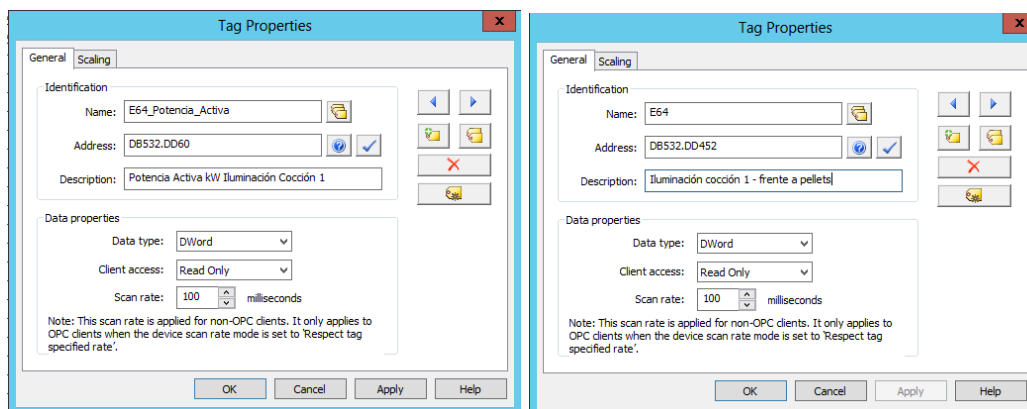 Tag Properties
x
General
Scaling
Identification
Name: E64_Potencia_Activa
Address: DB532.DD60
Description: Potencia Activa kW Iluminación Cocción 1
Data properties
Data type: DWord
Client access: Read Only
Scan rate: 100 milliseconds
Note: This scan rate is applied for non-OPC clients. It only applies to
OPC clients when the device scan rate mode is set to 'Respect tag
specified rate'.
OK
Cancel
Apply
Help
Tag Properties
x
General
Scaling
Identification
Name: E64
Address: DB532.DD452
Description: Iluminación cocción 1 - frente a pellets
Data properties
Data type: DWord
Client access: Read Only
Scan rate: 100 milliseconds
Note: This scan rate is applied for non-OPC clients. It only applies to
OPC clients when the device scan rate mode is set to 'Respect tag
specified rate'.
OK
Cancel
Apply
Help